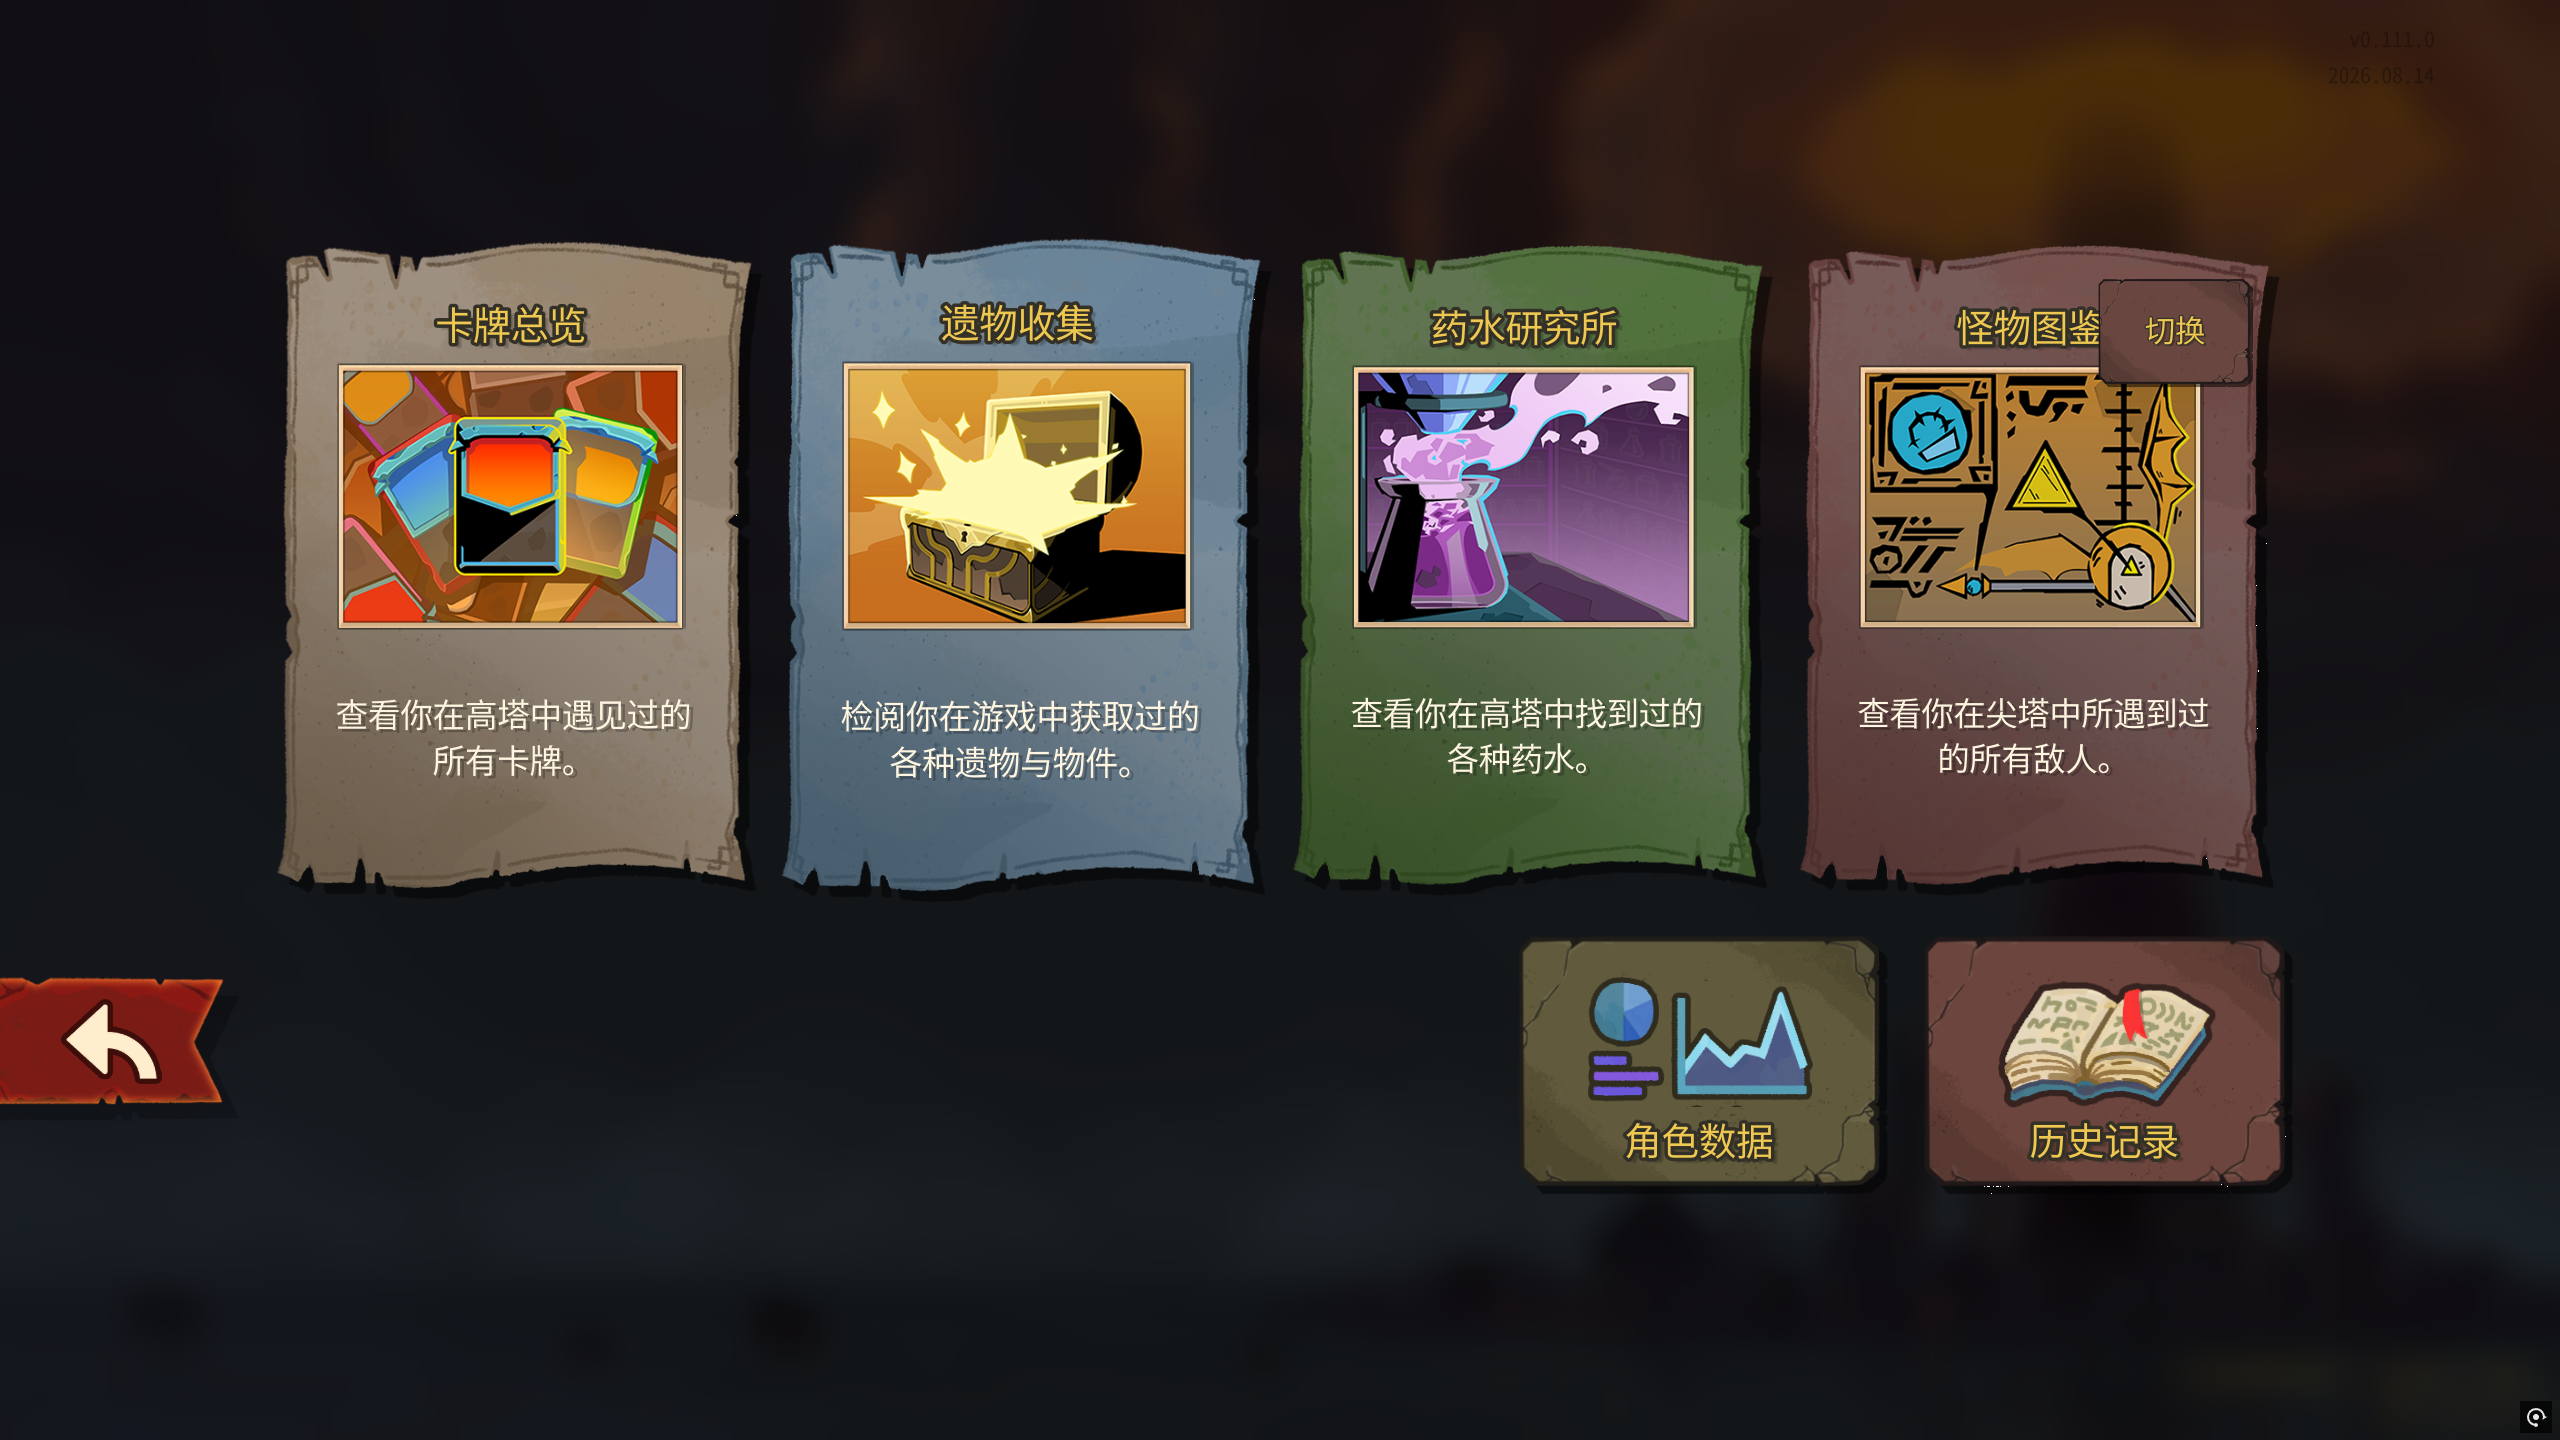 v0.111.0
2026.08.14
卡牌总览
遗物收集
药水研究所
怪物图鉴
切换
查看你在高塔中遇见过的
所有卡牌。
检阅你在游戏中获取过的
各种遗物与物件。
查看你在高塔中找到过的
各种药水。
查看你在尖塔中所遇到过
的所有敌人。
角色数据
历史记录